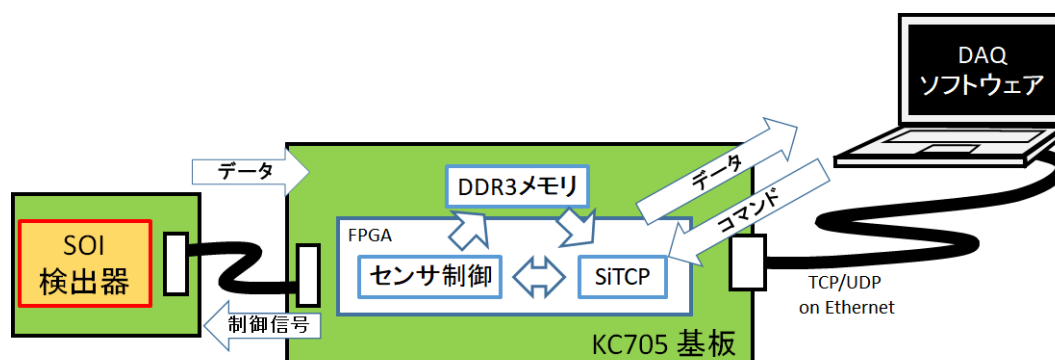 DAQ
ソフトウェア
データ
データ
コマンド
DDR3メモリ
FPGA
SOI
検出器
センサ制御
SiTCP
TCP/UDP
on Ethernet
制御信号
KC705 基板